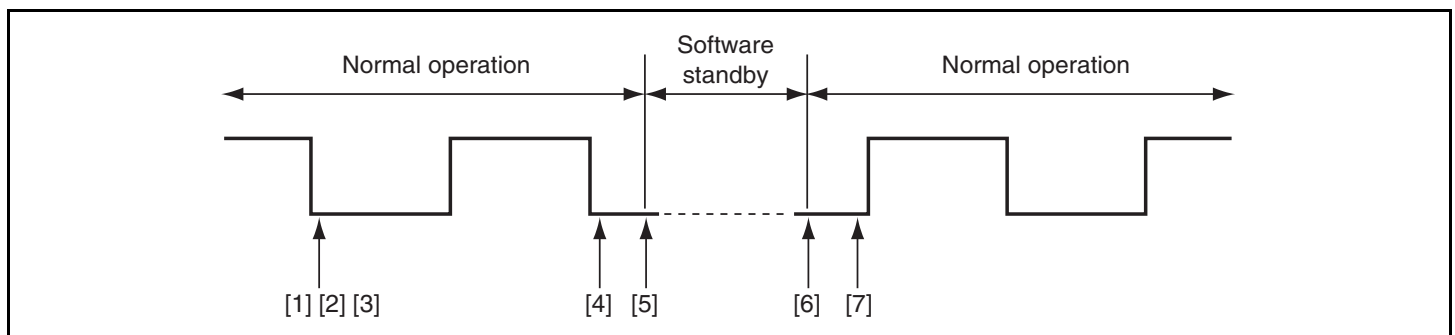 Normal operation
Software
standby
Normal operation
[1] [2] [3]
[4]
[5]
[6]
[7]